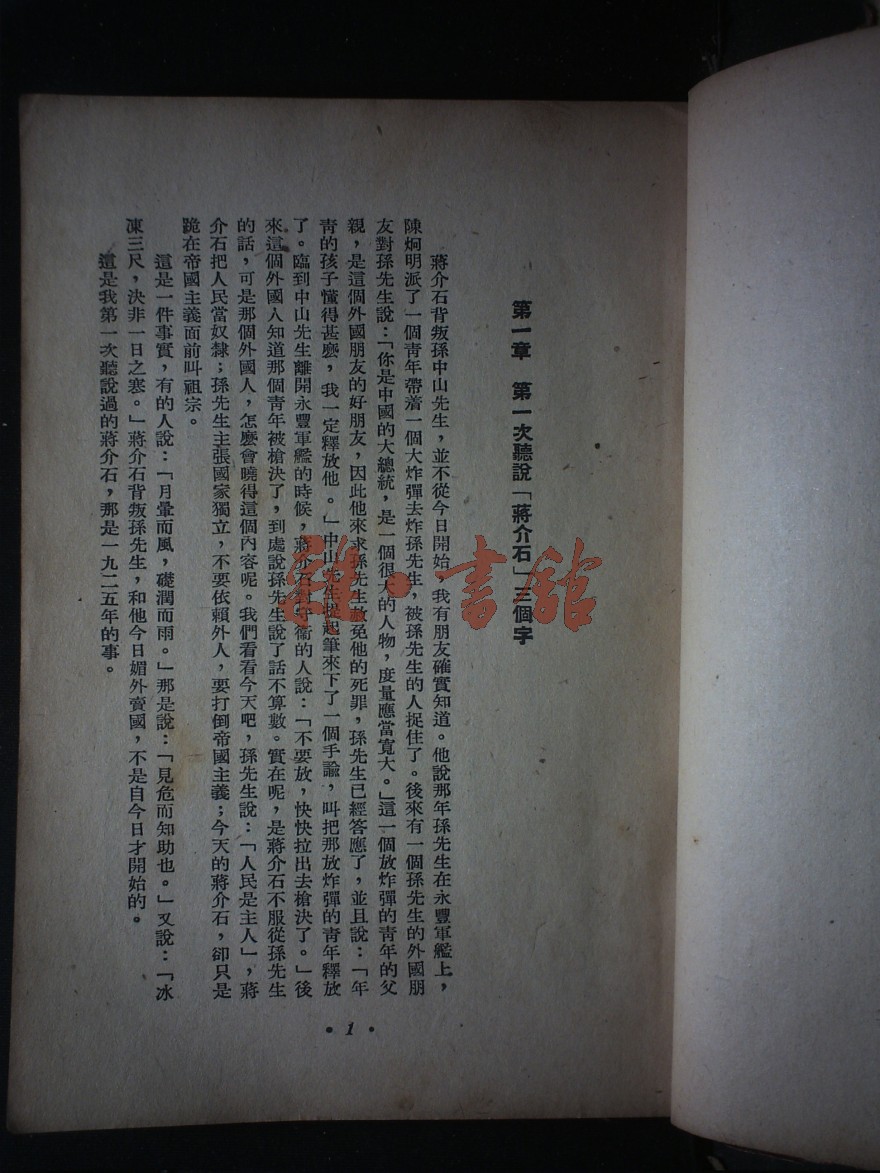 第一章　第一次聽說「蔣介石」三個字
蔣介石背叛孫中山先生，並不從今日開始，我有朋友確實知道。他說那年孫先生在永豐軍艦上，
陳炯明派了一個青年帶着一個大炸彈去炸孫先生，被孫先生的人捉住了。後來有一個孫先生的外國朋
友對孫先生說：「你是中國的大總統，是一個很大的人物，度量應當寬大。」這一個放炸彈的青年的父
親，是這個外國朋友的好朋友，因此他來求孫先生赦免他的死罪，孫先生已經答應了，並且說：「年
靑的孩子懂得甚麽，我一定釋放他。」中山先生提起筆來下了一個手諭，叫把那放炸彈的青年釋放
了。臨到中山先生離開永豐軍艦的時候，蔣介石對守衞的人說：「不要放，快快拉出去槍決了。」後
來這個外國人知道那個青年被槍決了，到處說孫先生說了話不算數。實在呢，是蔣介石不服從孫先生
的話，可是那個外國人，怎麽會曉得這個內容呢。我們看看今天吧，孫先生說：「人民是主人」，蔣
介石把人民當奴隸；孫先生主張國家獨立，不要依賴外人，要打倒帝國主義；今天的蔣介石，卻只是
跪在帝國主義面前叫祖宗。
這是一件事實，有的人說：「月暈而風，礎潤而雨。」那是說：「見危而知助也。」又說：「冰
凍三尺，決非一日之寒。」蔣介石背叛孫先生，和他今日媚外賣國，不是自今日才開始的。
這是我第一次聽說過的蔣介石，那是一九二五年的事。
• 1 •
雜·書館